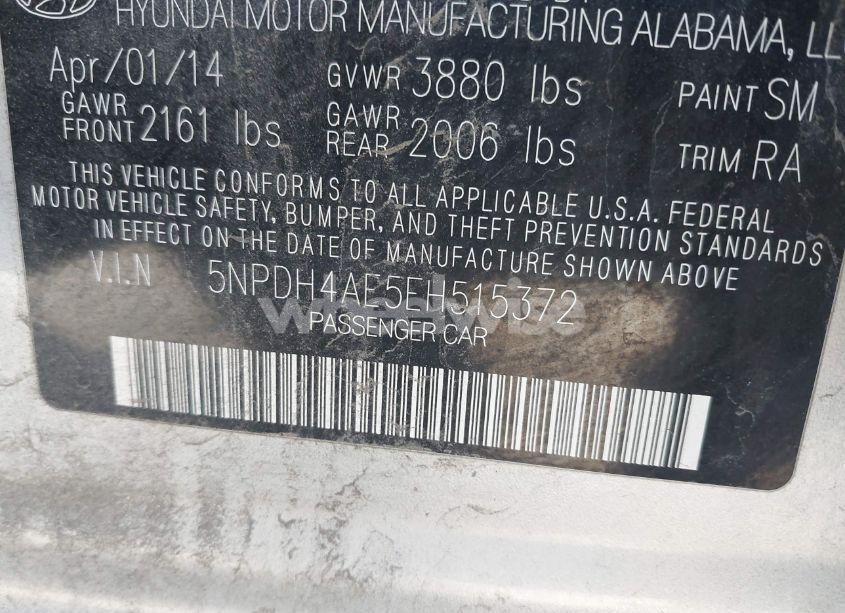 HYUNDAI MOTOR MANUFACTURING ALABAMA, LL
Apr/01/14 GVWR 3880 lbs PAINT SM
GAWR FRONT 2161 lbs GAWR REAR 2006 lbs TRIM RA
THIS VEHICLE CONFORMS TO ALL APPLICABLE U.S.A. FEDERAL
MOTOR VEHICLE SAFETY, BUMPER, AND THEFT PREVENTION STANDARDS
IN EFFECT ON THE DATE OF MANUFACTURE SHOWN ABOVE.
V.I.N 5NPDH4AE5EH515372
wheelwise
PASSENGER CAR